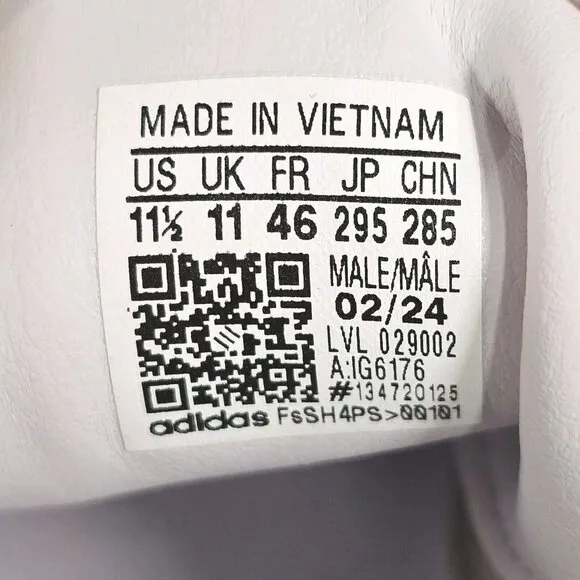 MADE IN VIETNAM
US UK FR JP CHN
11½ 11 46 295 285
MALE/MÂLE
02/24
LVL 029002
A:IG6176
#134720125
adidas FsSH4PS>00101